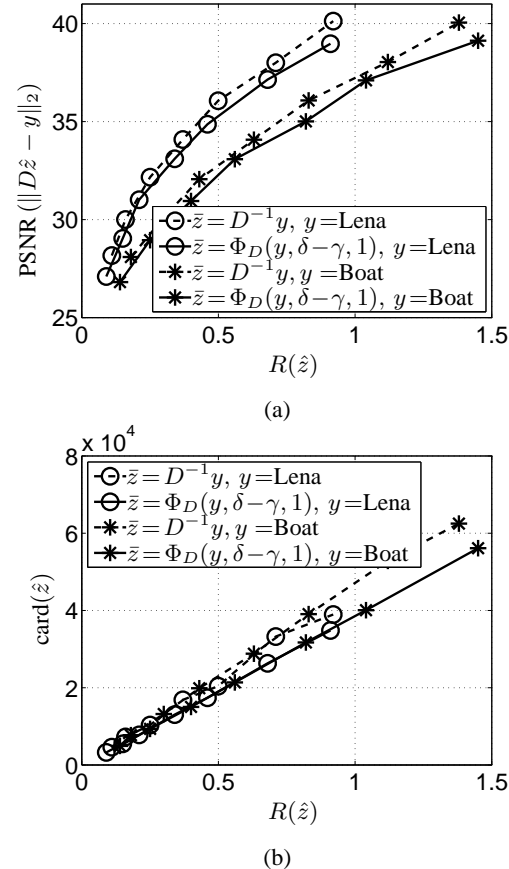 40
35
30
25
PSNR (||Dẑ − y||₂)
z̄ = D⁻¹y, y = Lena
z̄ = Φ_D(y, δ−γ, 1), y = Lena
z̄ = D⁻¹y, y = Boat
z̄ = Φ_D(y, δ−γ, 1), y = Boat
0 0.5 1 1.5
R(ẑ)
(a)
x 10⁴
8
6
4
2
0
card(ẑ)
z̄ = D⁻¹y, y = Lena
z̄ = Φ_D(y, δ−γ, 1), y = Lena
z̄ = D⁻¹y, y = Boat
z̄ = Φ_D(y, δ−γ, 1), y = Boat
0 0.5 1 1.5
R(ẑ)
(b)